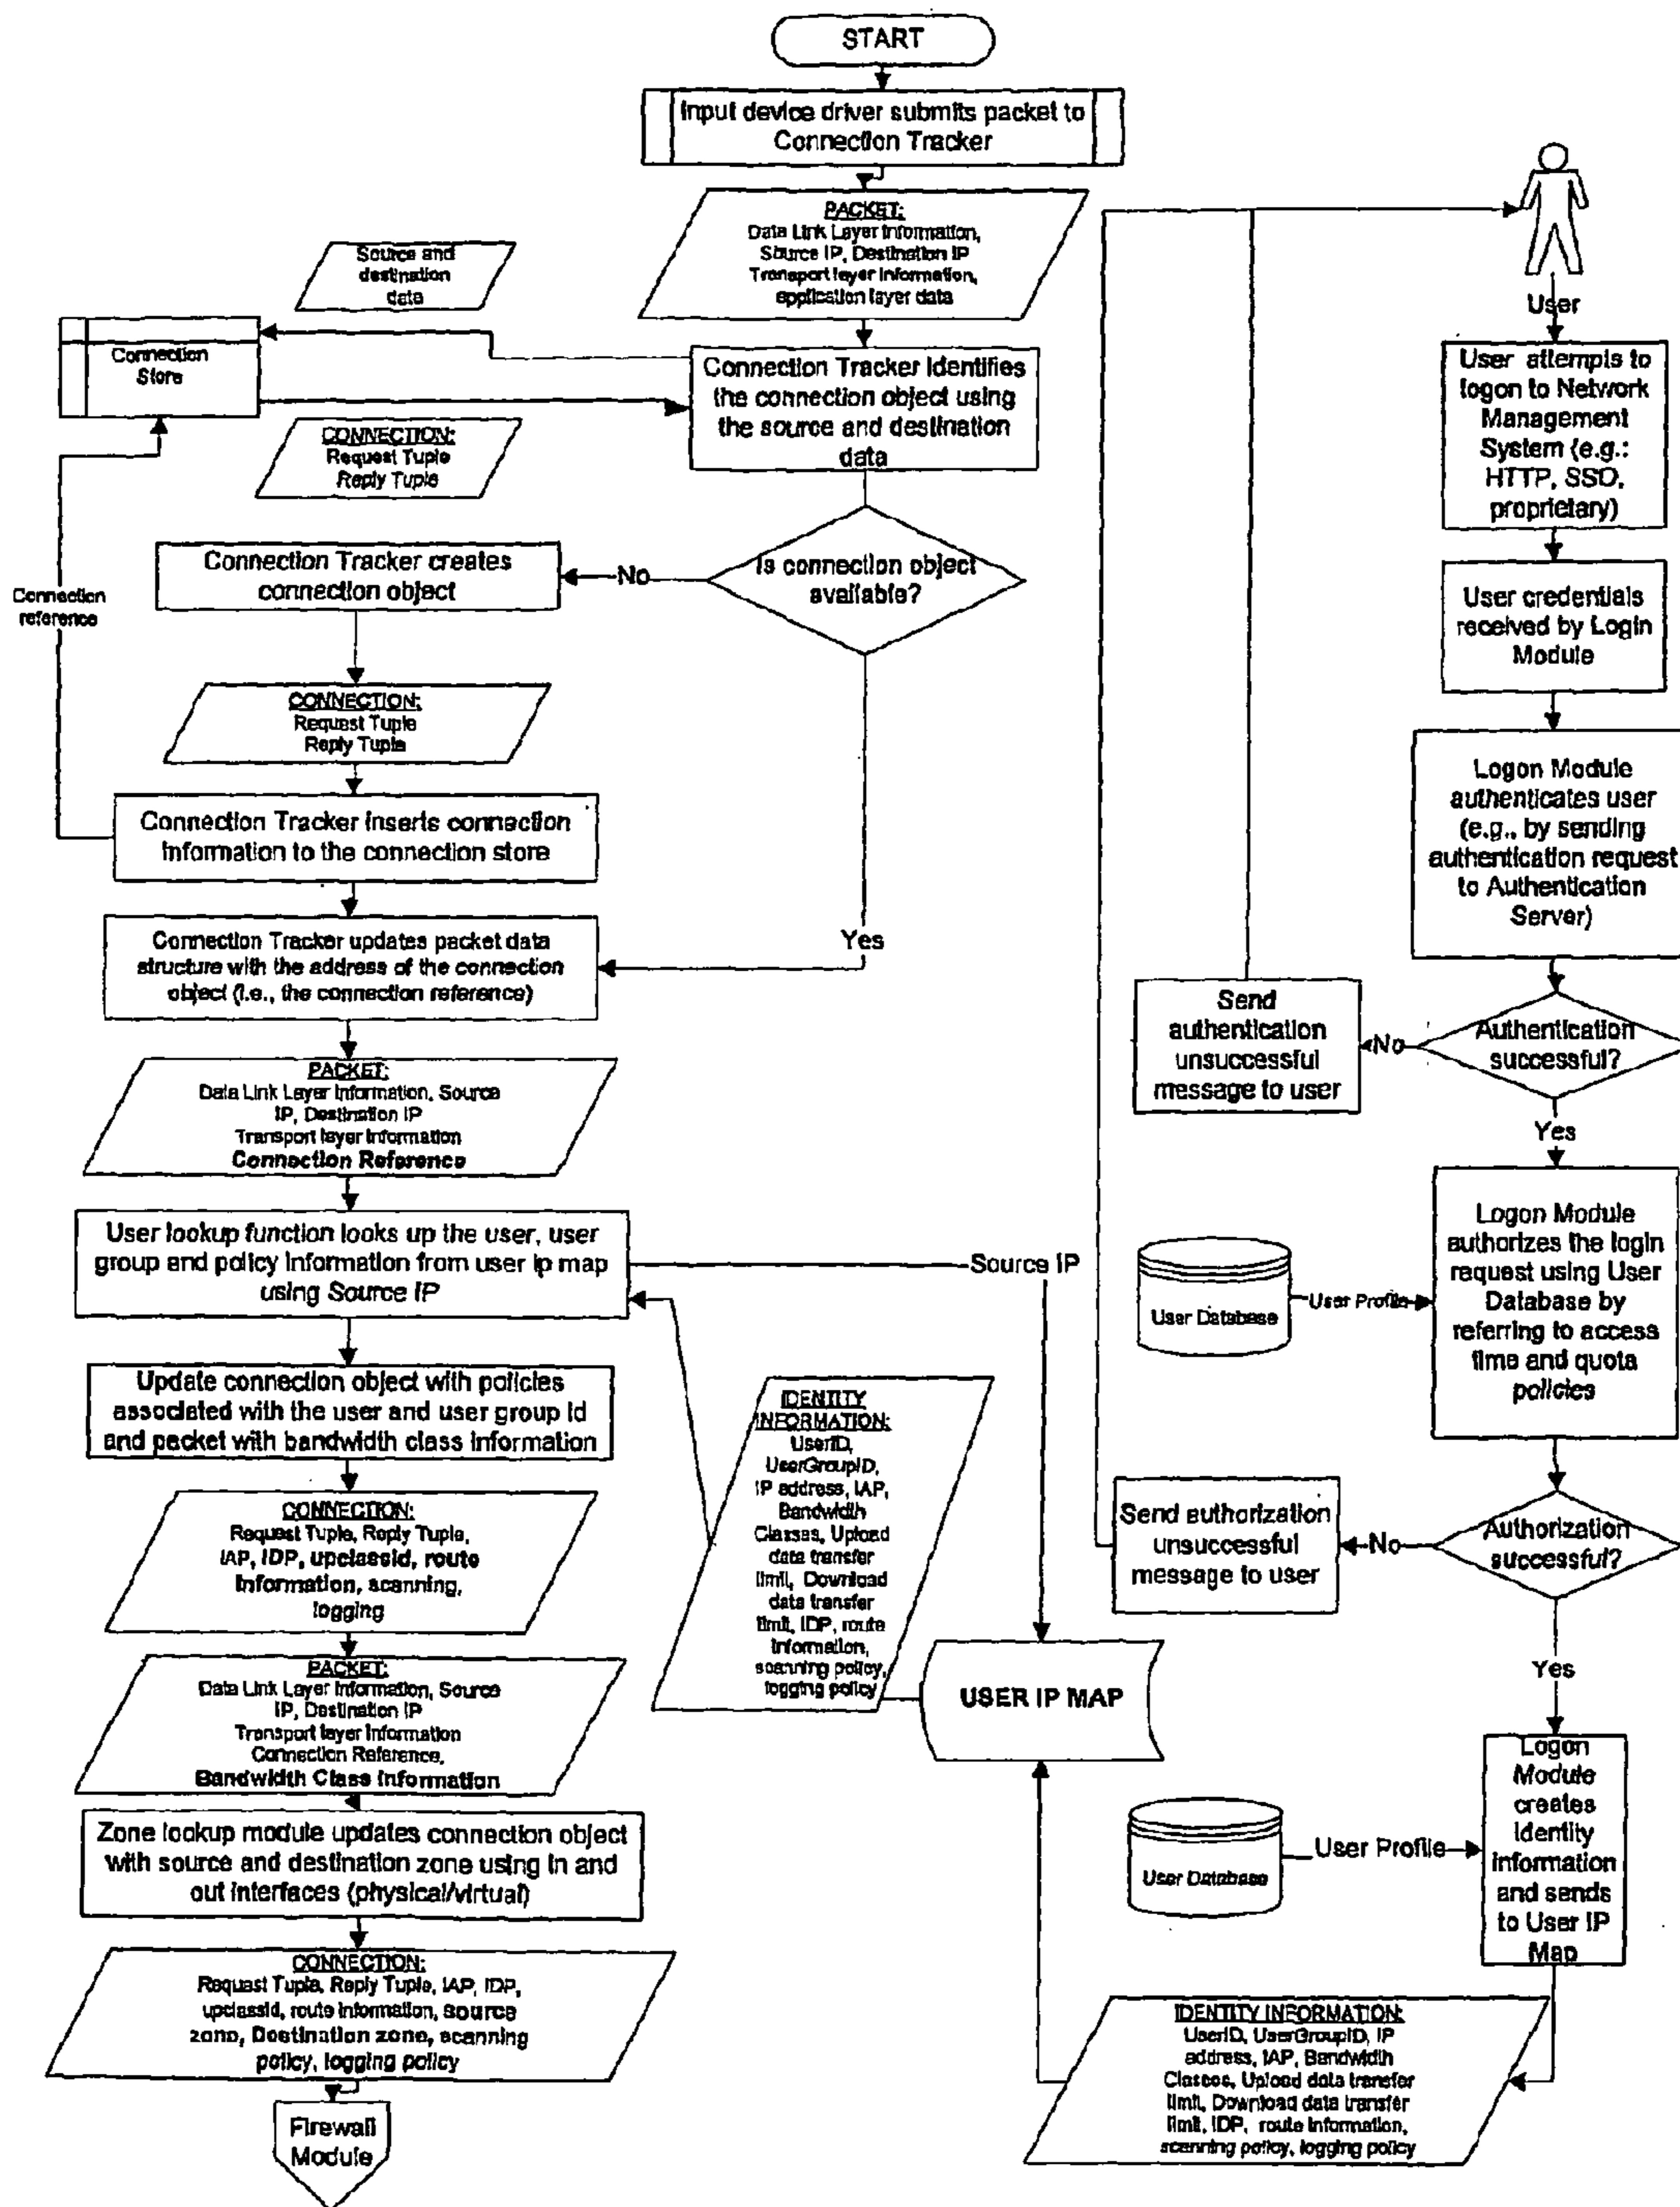 START
Input device driver submits packet to
Connection Tracker
PACKET:
Data Link Layer Information,
Source IP, Destination IP
Transport layer Information,
application layer data
Source and
destination
data
Connection
Store
Connection Tracker identifies
the connection object using
the source and destination
data
CONNECTION:
Request Tuple
Reply Tuple
Is connection object
available?
No
Connection Tracker creates
connection object
Connection
reference
CONNECTION:
Request Tuple
Reply Tuple
Connection Tracker inserts connection
information to the connection store
Yes
Connection Tracker updates packet data
structure with the address of the connection
object (i.e., the connection reference)
PACKET:
Data Link Layer Information, Source
IP, Destination IP
Transport layer Information
Connection Reference
User lookup function looks up the user, user
group and policy information from user ip map
using Source IP
Source IP
Update connection object with policies
associated with the user and user group id
and packet with bandwidth class information
CONNECTION:
Request Tuple, Reply Tuple,
IAP, IDP, upclassid, route
information, scanning,
logging
PACKET:
Data Link Layer Information, Source
IP, Destination IP
Transport layer Information
Connection Reference,
Bandwidth Class Information
Zone lookup module updates connection object
with source and destination zone using in and
out interfaces (physical/virtual)
CONNECTION:
Request Tuple, Reply Tuple, IAP, IDP,
upclassid, route information, source
zone, Destination zone, scanning
policy, logging policy
Firewall
Module
IDENTITY
INFORMATION:
UserID,
UserGroupID,
IP address, IAP,
Bandwidth
Classes, Upload
data transfer
limit, Download
data transfer
limit, IDP, route
information,
scanning policy,
logging policy
USER IP MAP
User
User attempts to
logon to Network
Management
System (e.g.:
HTTP, SSO,
proprietary)
User credentials
received by Login
Module
Logon Module
authenticates user
(e.g., by sending
authentication request
to Authentication
Server)
Authentication
successful?
No
Send
authentication
unsuccessful
message to user
Yes
Logon Module
authorizes the login
request using User
Database by
referring to access
time and quota
policies
User Database
User Profile
Authorization
successful?
No
Send authorization
unsuccessful
message to user
Yes
Logon
Module
creates
identity
information
and sends
to User IP
Map
User Database
User Profile
IDENTITY INFORMATION:
UserID, UserGroupID, IP
address, IAP, Bandwidth
Classes, Upload data transfer
limit, Download data transfer
limit, IDP, route information,
scanning policy, logging policy